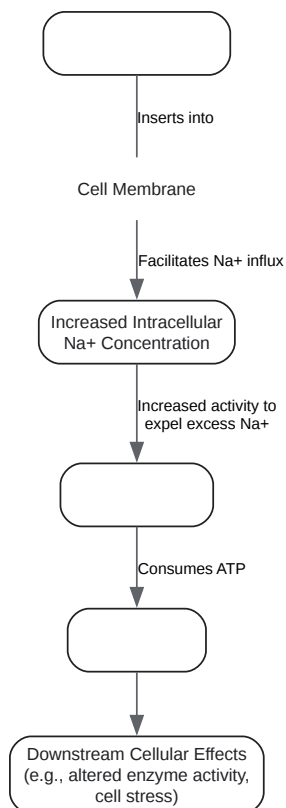 Inserts into
Cell Membrane
Facilitates Na+ influx
Increased Intracellular
Na+ Concentration
Increased activity to
expel excess Na+
Consumes ATP
Downstream Cellular Effects
(e.g., altered enzyme activity,
cell stress)